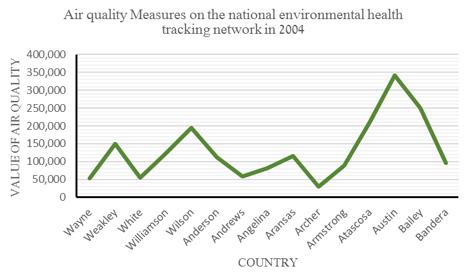 Air quality Measures on the national environmental health
tracking network in 2004
VALUE OF AIR QUALITY
400,000
350,000
300,000
250,000
200,000
150,000
100,000
50,000
0
Wayne
Weakley
White
Williamson
Wilson
Anderson
Andrews
Angelina
Aransas
Archer
Armstrong
Atascosa
Austin
Bailey
Bandera
COUNTRY